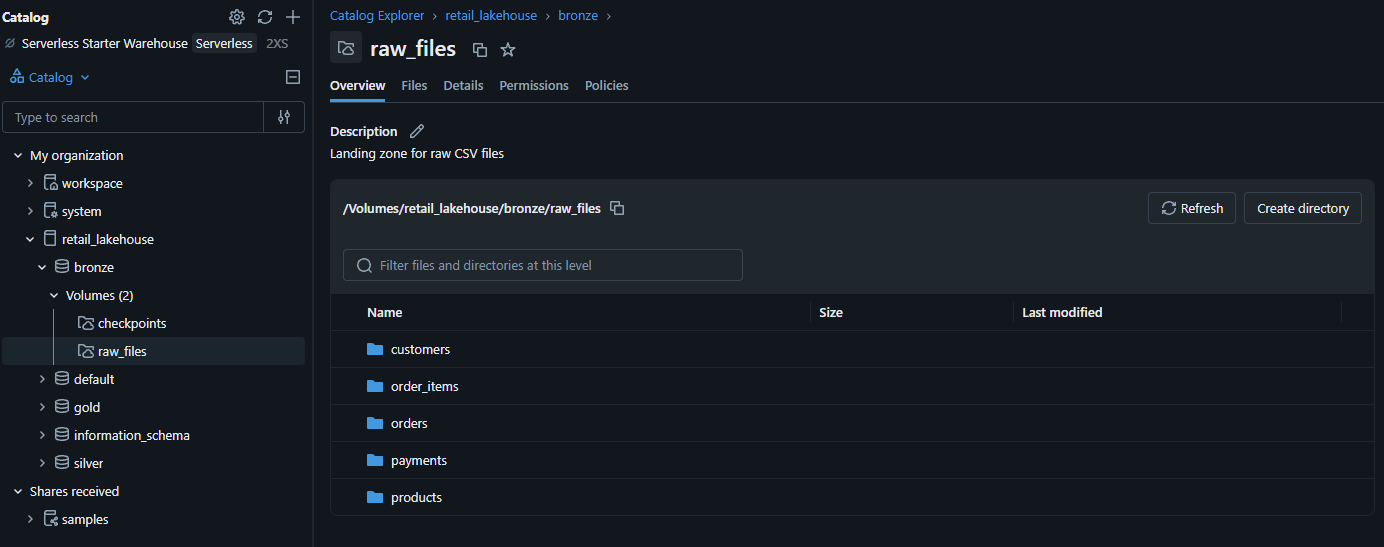 Catalog
Serverless Starter Warehouse Serverless 2XS
Catalog
Type to search
My organization
workspace
system
retail_lakehouse
bronze
Volumes (2)
checkpoints
raw_files
default
gold
information_schema
silver
Shares received
samples
Catalog Explorer > retail_lakehouse > bronze >
raw_files
Overview Files Details Permissions Policies
Description
Landing zone for raw CSV files
/Volumes/retail_lakehouse/bronze/raw_files
Refresh Create directory
Filter files and directories at this level
Name Size Last modified
customers
order_items
orders
payments
products